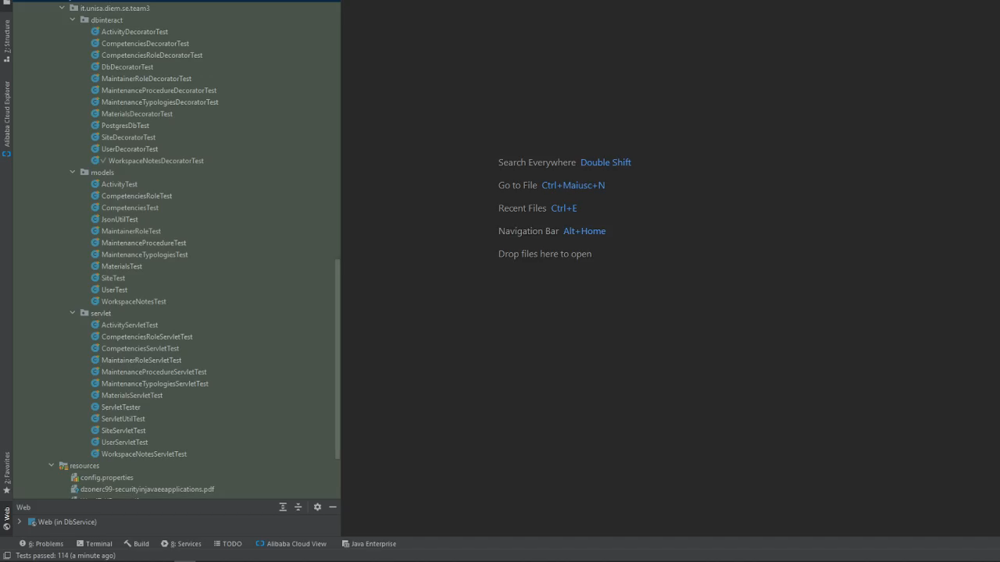 it.unisa.diem.se.team3
dbinteract
ActivityDecoratorTest
CompetenciesDecoratorTest
CompetenciesRoleDecoratorTest
DbDecoratorTest
MaintainerRoleDecoratorTest
MaintenanceProcedureDecoratorTest
MaintenanceTypologiesDecoratorTest
MaterialsDecoratorTest
PostgresDbTest
SiteDecoratorTest
UserDecoratorTest
WorkspaceNotesDecoratorTest
models
ActivityTest
CompetenciesRoleTest
CompetenciesTest
JsonUtilTest
MaintainerRoleTest
MaintenanceProcedureTest
MaintenanceTypologiesTest
MaterialsTest
SiteTest
UserTest
WorkspaceNotesTest
servlet
ActivityServletTest
CompetenciesRoleServletTest
CompetenciesServletTest
MaintainerRoleServletTest
MaintenanceProcedureServletTest
MaintenanceTypologiesServletTest
MaterialsServletTest
ServletTester
ServletUtilTest
SiteServletTest
UserServletTest
WorkspaceNotesServletTest
resources
config.properties
dzonerc99-securityinjavaeeapplications.pdf
Z: Structure
Alibaba Cloud Explorer
2: Favorites
Web
Search Everywhere Double Shift
Go to File Ctrl+Maiusc+N
Recent Files Ctrl+E
Navigation Bar Alt+Home
Drop files here to open
Web
Web (in DbService)
6: Problems Terminal Build 8: Services TODO Alibaba Cloud View Java Enterprise
Tests passed: 114 (a minute ago)